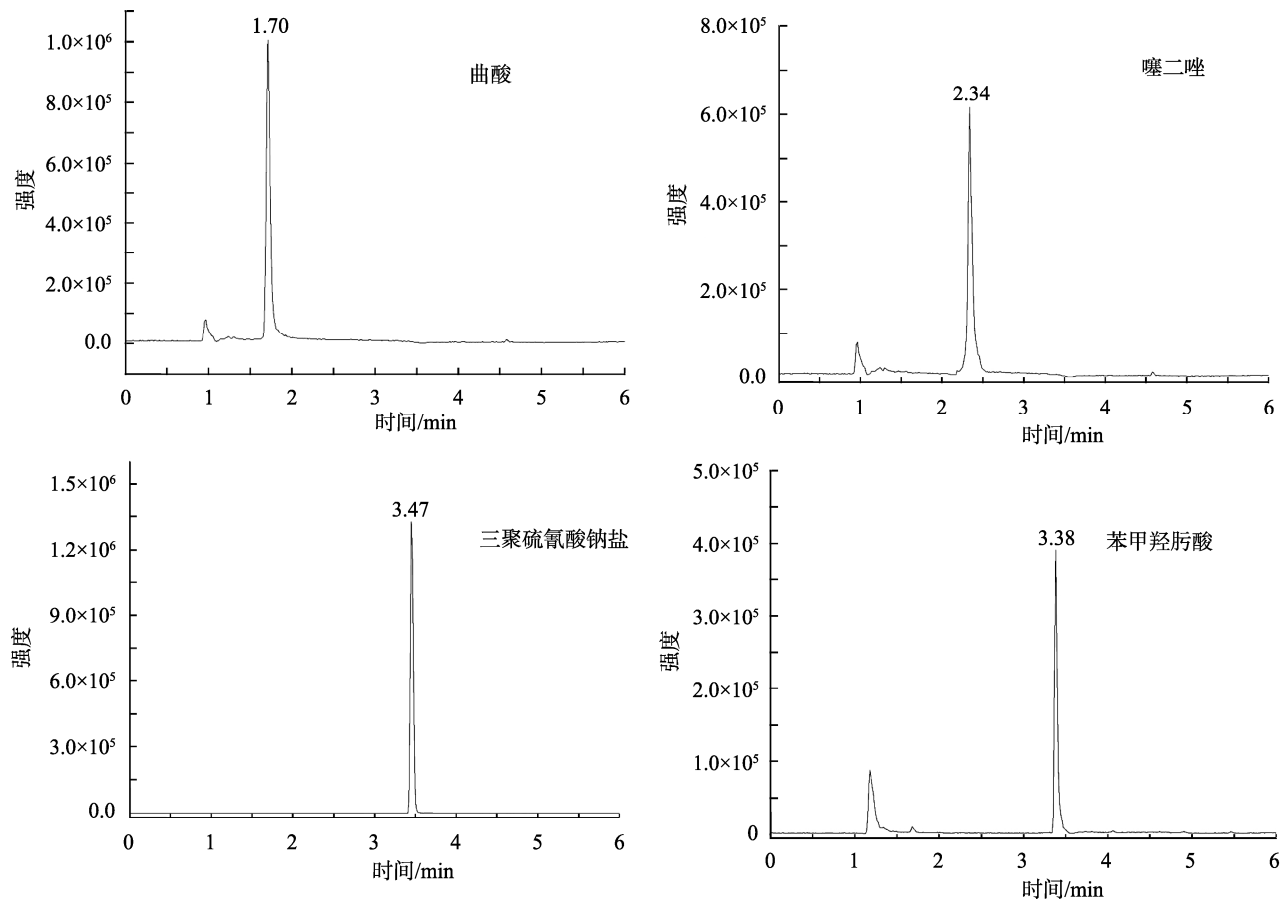 1.70
曲酸
1.0×10⁶
8.0×10⁵
6.0×10⁵
4.0×10⁵
2.0×10⁵
0.0
强度
0 1 2 3 4 5 6
时间/min
8.0×10⁵
噻二唑
2.34
6.0×10⁵
4.0×10⁵
2.0×10⁵
0.0
强度
0 1 2 3 4 5 6
时间/min
1.5×10⁶
3.47
三聚硫氰酸钠盐
1.2×10⁶
9.0×10⁵
6.0×10⁵
3.0×10⁵
0.0
强度
0 1 2 3 4 5 6
时间/min
5.0×10⁵
3.38
苯甲羟肟酸
4.0×10⁵
3.0×10⁵
2.0×10⁵
1.0×10⁵
0
强度
0 1 2 3 4 5 6
时间/min